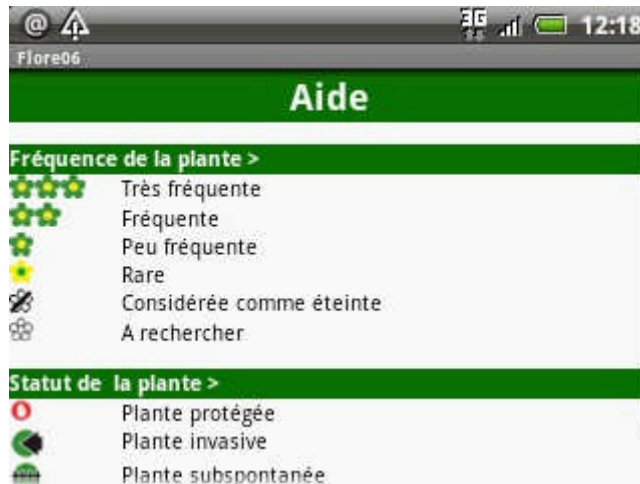 3G 12:18
Flore06
Aide
Fréquence de la plante >
Très fréquente
Fréquente
Peu fréquente
Rare
Considérée comme éteinte
A rechercher
Statut de la plante >
Plante protégée
Plante invasive
Plante subspontanée